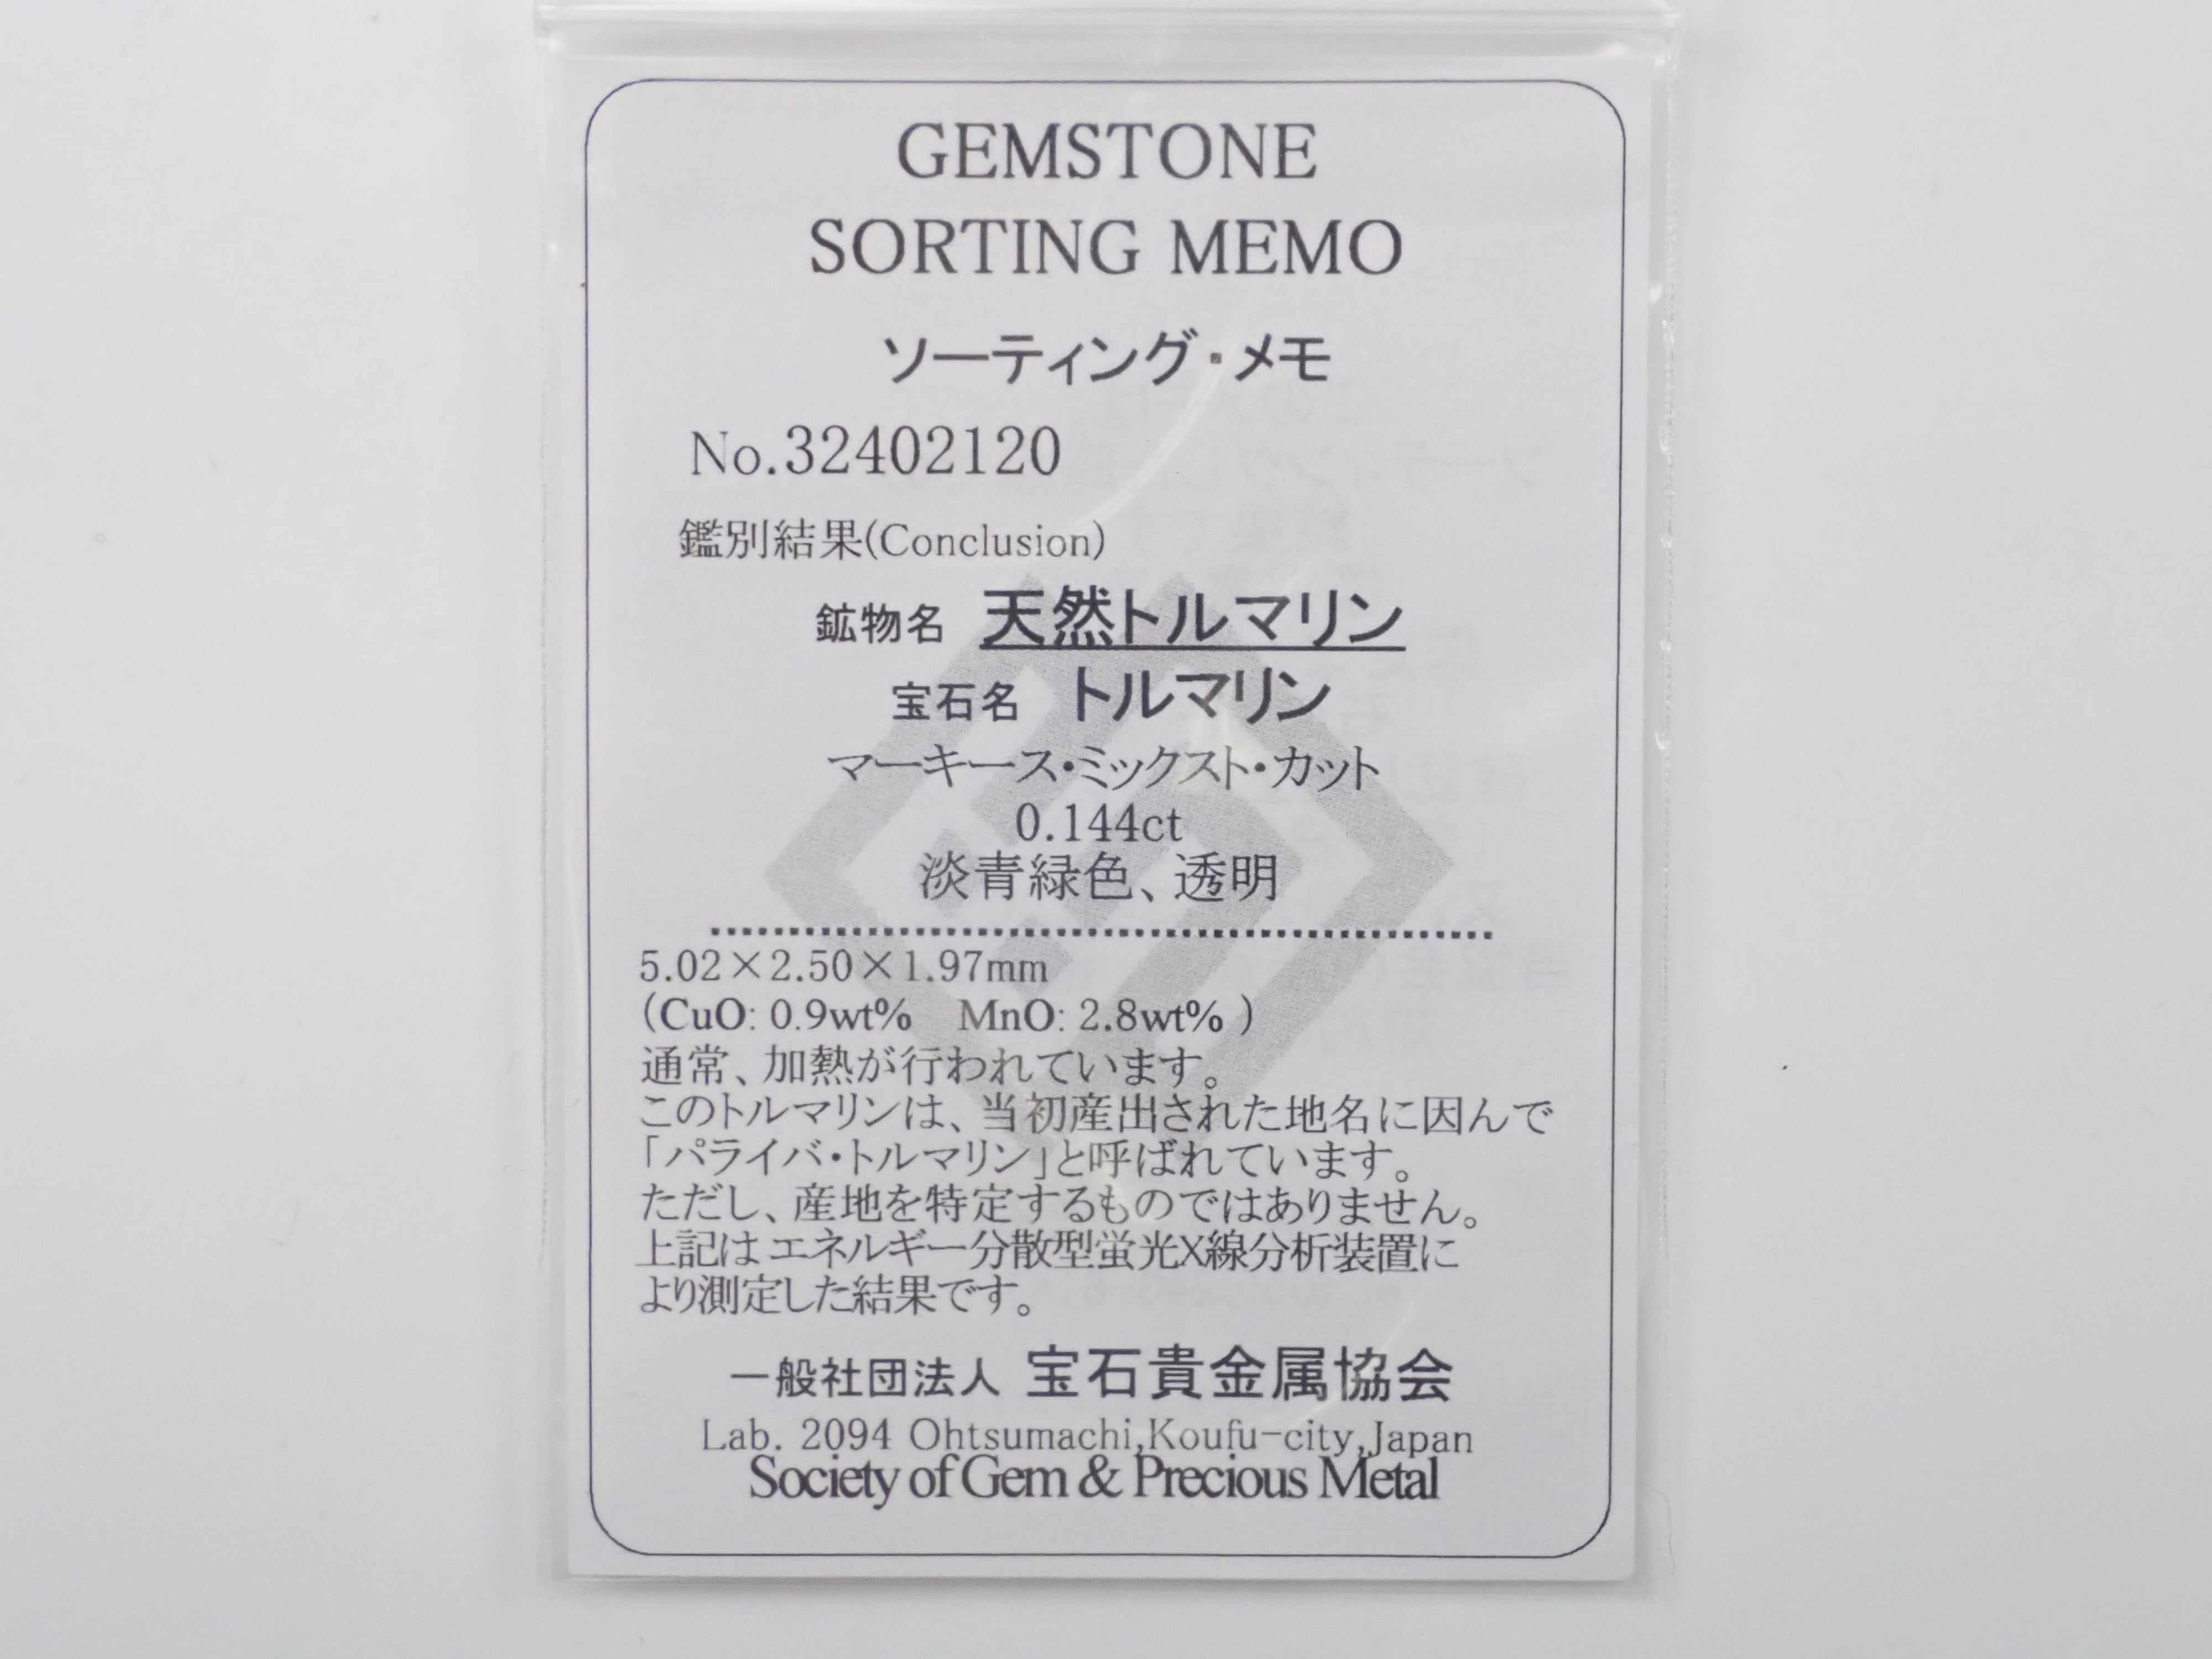 GEMSTONE
SORTING MEMO
ソーティング・メモ
No.32402120
鑑別結果(Conclusion)
鉱物名 天然トルマリン
宝石名 トルマリン
マーキース・ミックスト・カット
0.144ct
淡青緑色、透明
5.02×2.50×1.97mm
(CuO: 0.9wt% MnO: 2.8wt% )
通常、加熱が行われています。
このトルマリンは、当初産出された地名に因んで
「パライバ・トルマリン」と呼ばれています。
ただし、産地を特定するものではありません。
上記はエネルギー分散型蛍光X線分析装置に
より測定した結果です。
一般社団法人 宝石貴金属協会
Lab. 2094 Ohtsumachi,Koufu-city,Japan
Society of Gem & Precious Metal